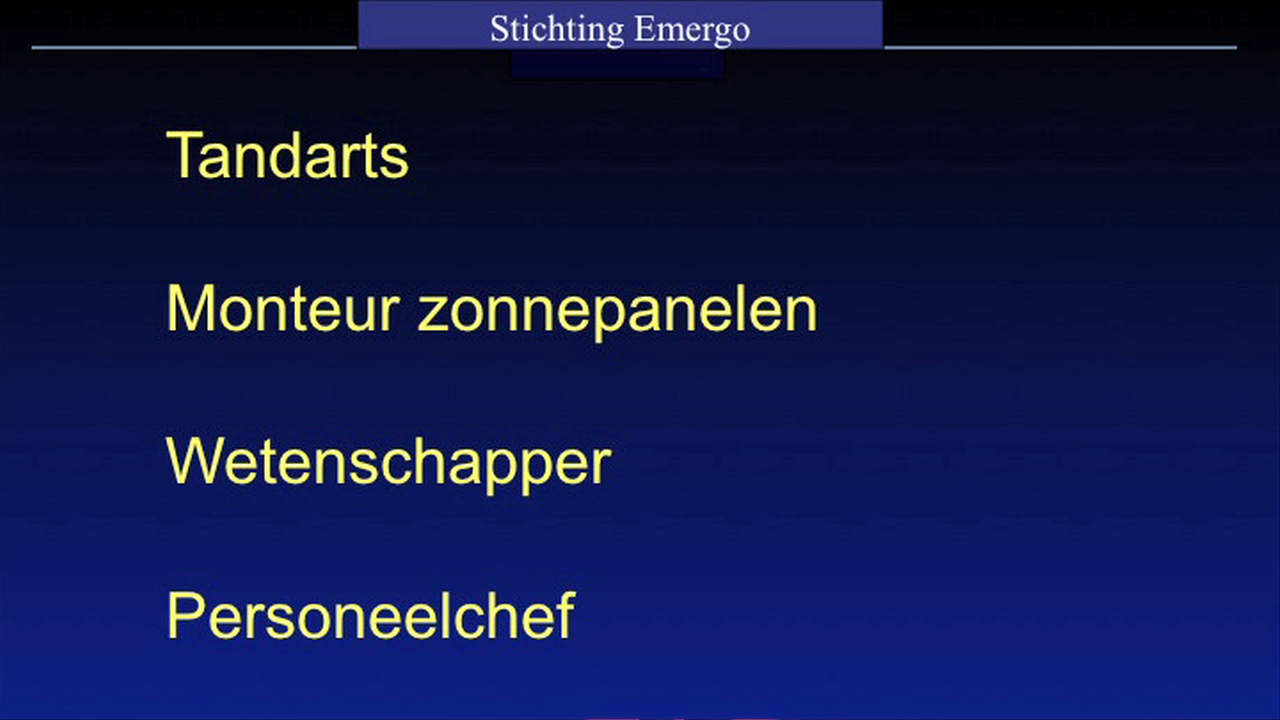 Stichting Emergo
Tandarts
Monteur zonnepanelen
Wetenschapper
Personeelchef